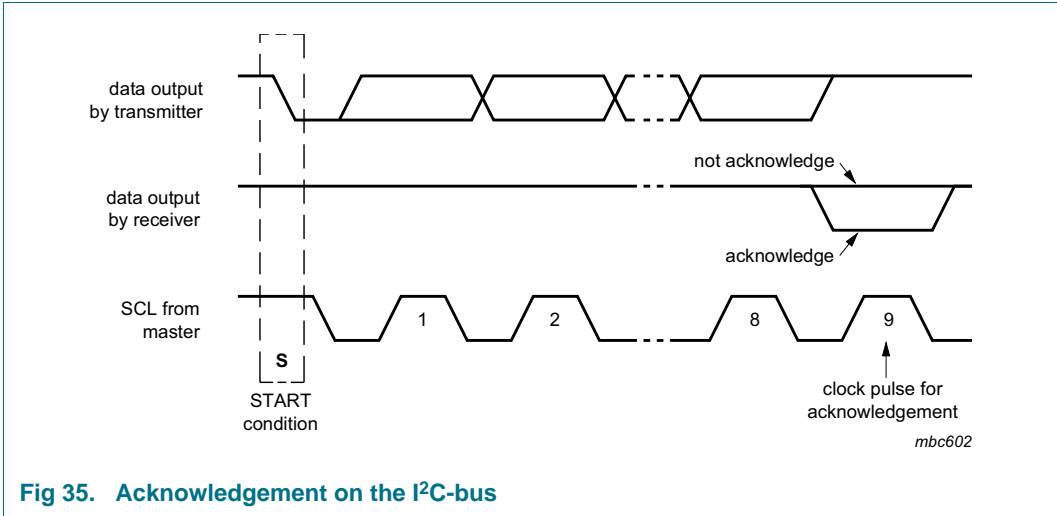 data output
by transmitter
not acknowledge
data output
by receiver
acknowledge
SCL from
master
1
2
8
9
S
START
condition
clock pulse for
acknowledgement
mbc602
Fig 35. Acknowledgement on the I²C-bus